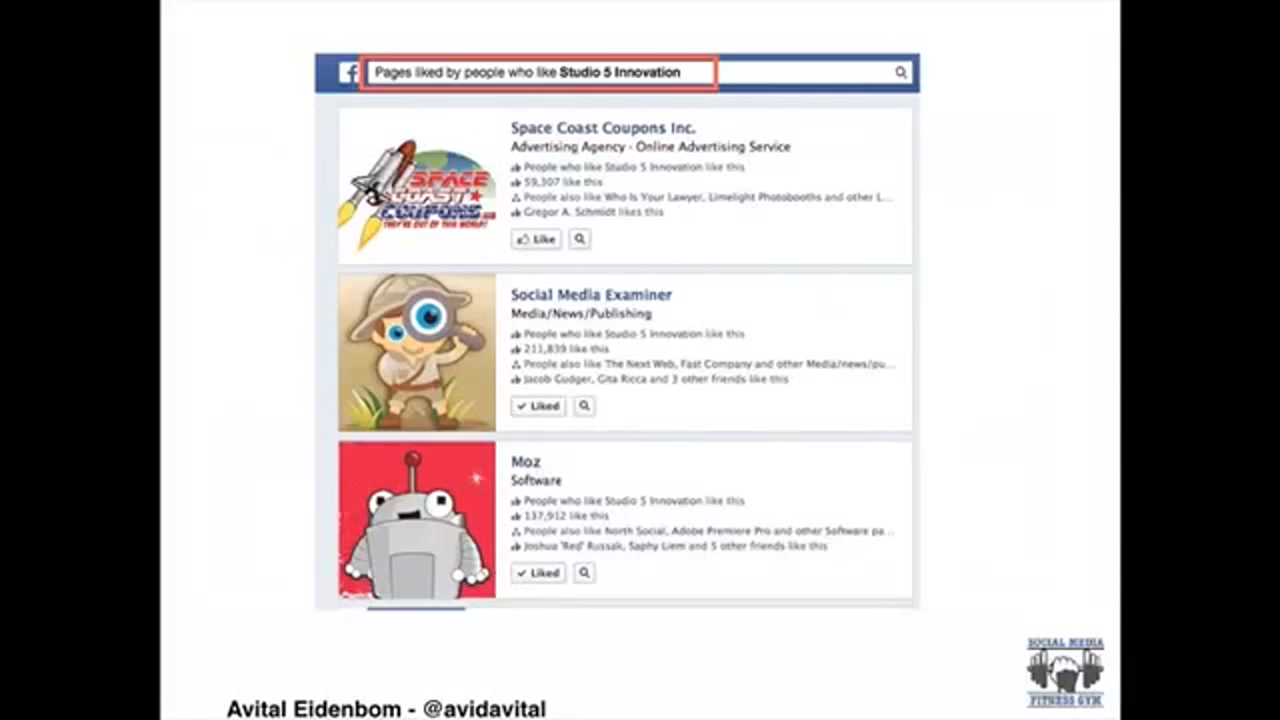 Pages liked by people who like Studio 5 Innovation
SPACE
COAST
COUPONS
THEY'RE OUT OF THIS WORLD!
Space Coast Coupons Inc.
Advertising Agency · Online Advertising Service
People who like Studio 5 Innovation like this
59,307 like this
People also like Who Is Your Lawyer, Limelight Photobooths and other L...
Gregor A. Schmidt likes this
Like
Social Media Examiner
Media/News/Publishing
People who like Studio 5 Innovation like this
211,839 like this
People also like The Next Web, Fast Company and other Media/news/pu...
Jacob Gudger, Gita Ricca and 3 other friends like this
Liked
Moz
Software
People who like Studio 5 Innovation like this
137,912 like this
People also like North Social, Adobe Premiere Pro and other Software pa...
Joshua 'Red' Russak, Saphy Liem and 5 other friends like this
Liked
SOCIAL MEDIA
FITNESS GYM
Avital Eidenbom - @avidavital